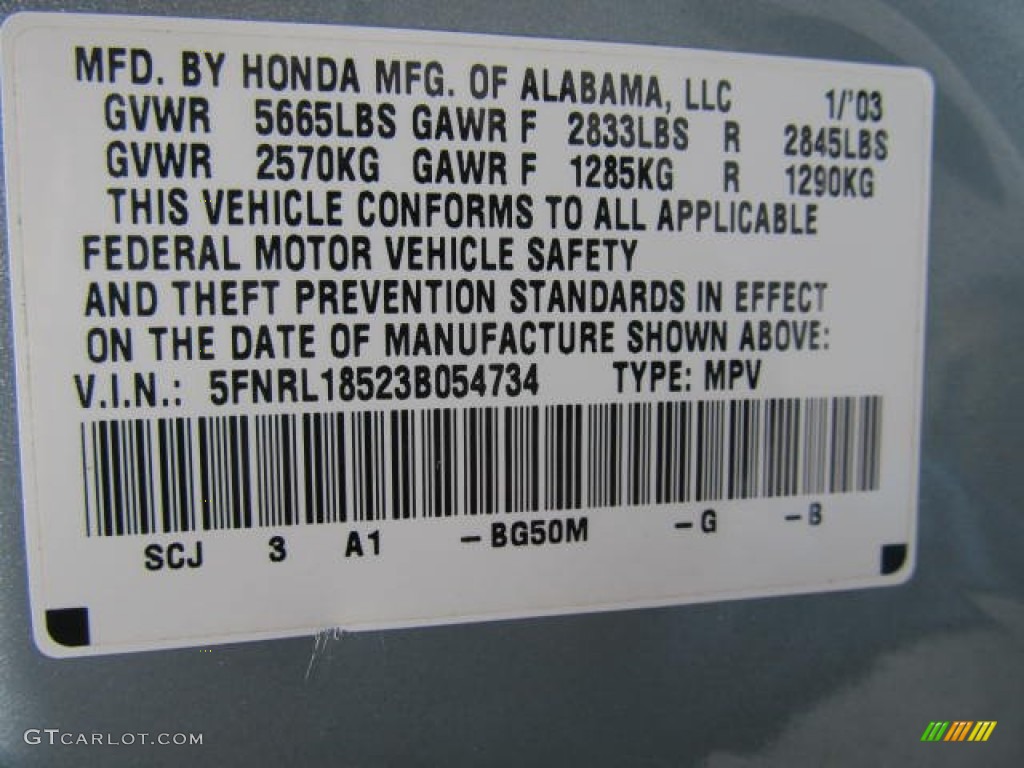 MFD. BY HONDA MFG. OF ALABAMA, LLC 1/'03
GVWR 5665LBS GAWR F 2833LBS R 2845LBS
GVWR 2570KG GAWR F 1285KG R 1290KG
THIS VEHICLE CONFORMS TO ALL APPLICABLE
FEDERAL MOTOR VEHICLE SAFETY
AND THEFT PREVENTION STANDARDS IN EFFECT
ON THE DATE OF MANUFACTURE SHOWN ABOVE:
V.I.N.: 5FNRL18523B054734 TYPE: MPV
SCJ 3 A1 -BG50M -G -B
GTCARLOT.COM